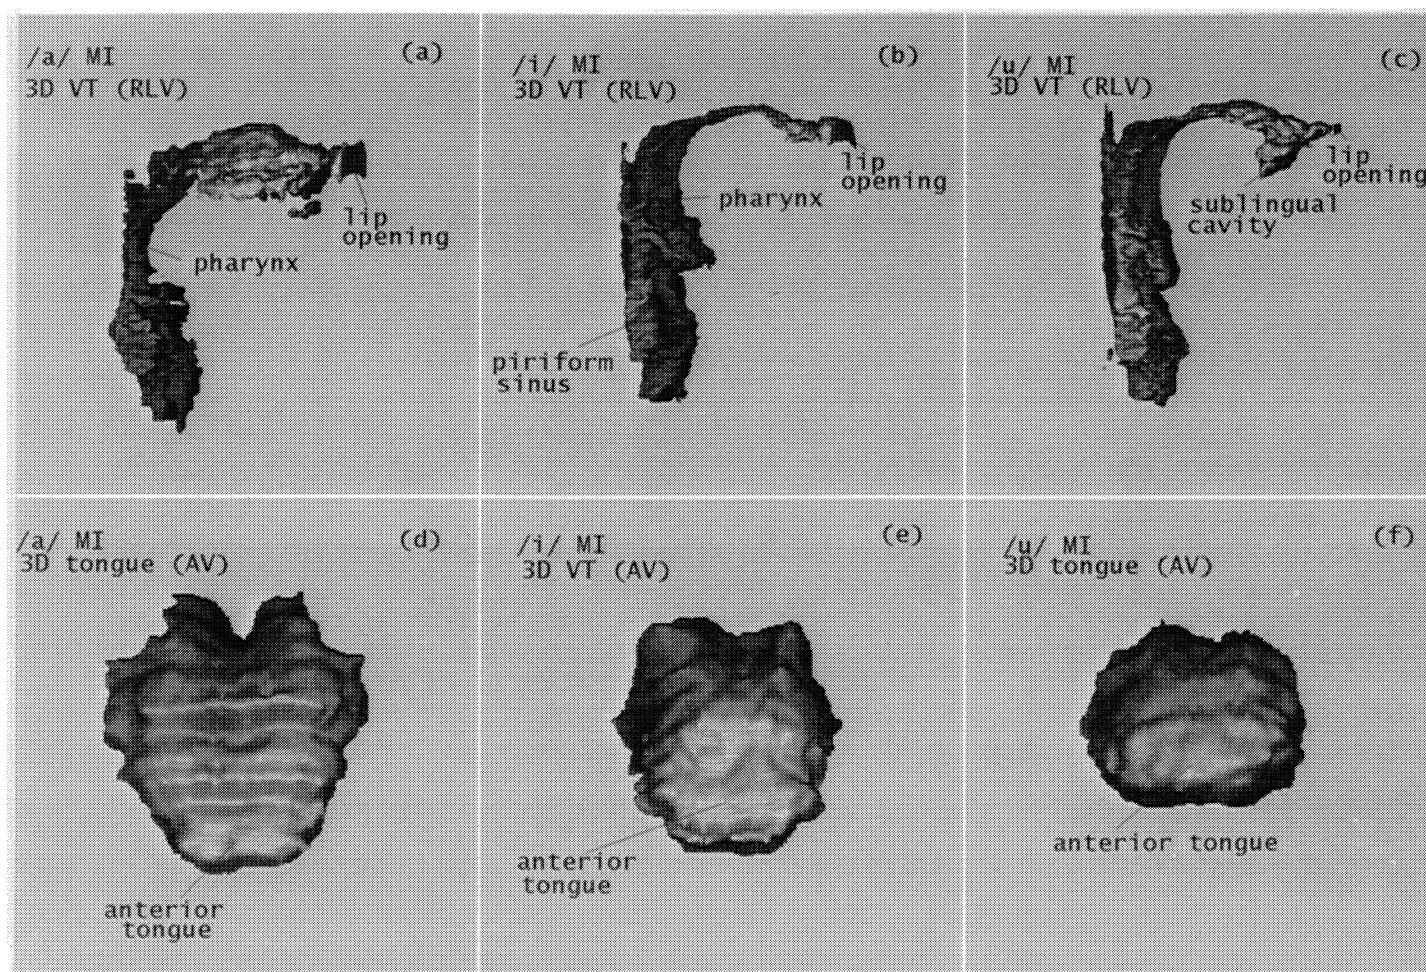 /a/ MI
(a)
3D VT (RLV)
lip
opening
pharynx
/i/ MI
(b)
3D VT (RLV)
lip
opening
pharynx
piriform
sinus
/u/ MI
(c)
3D VT (RLV)
lip
opening
sublingual
cavity
/a/ MI
(d)
3D tongue (AV)
anterior
tongue
/i/ MI
(e)
3D VT (AV)
anterior
tongue
/u/ MI
(f)
3D tongue (AV)
anterior tongue